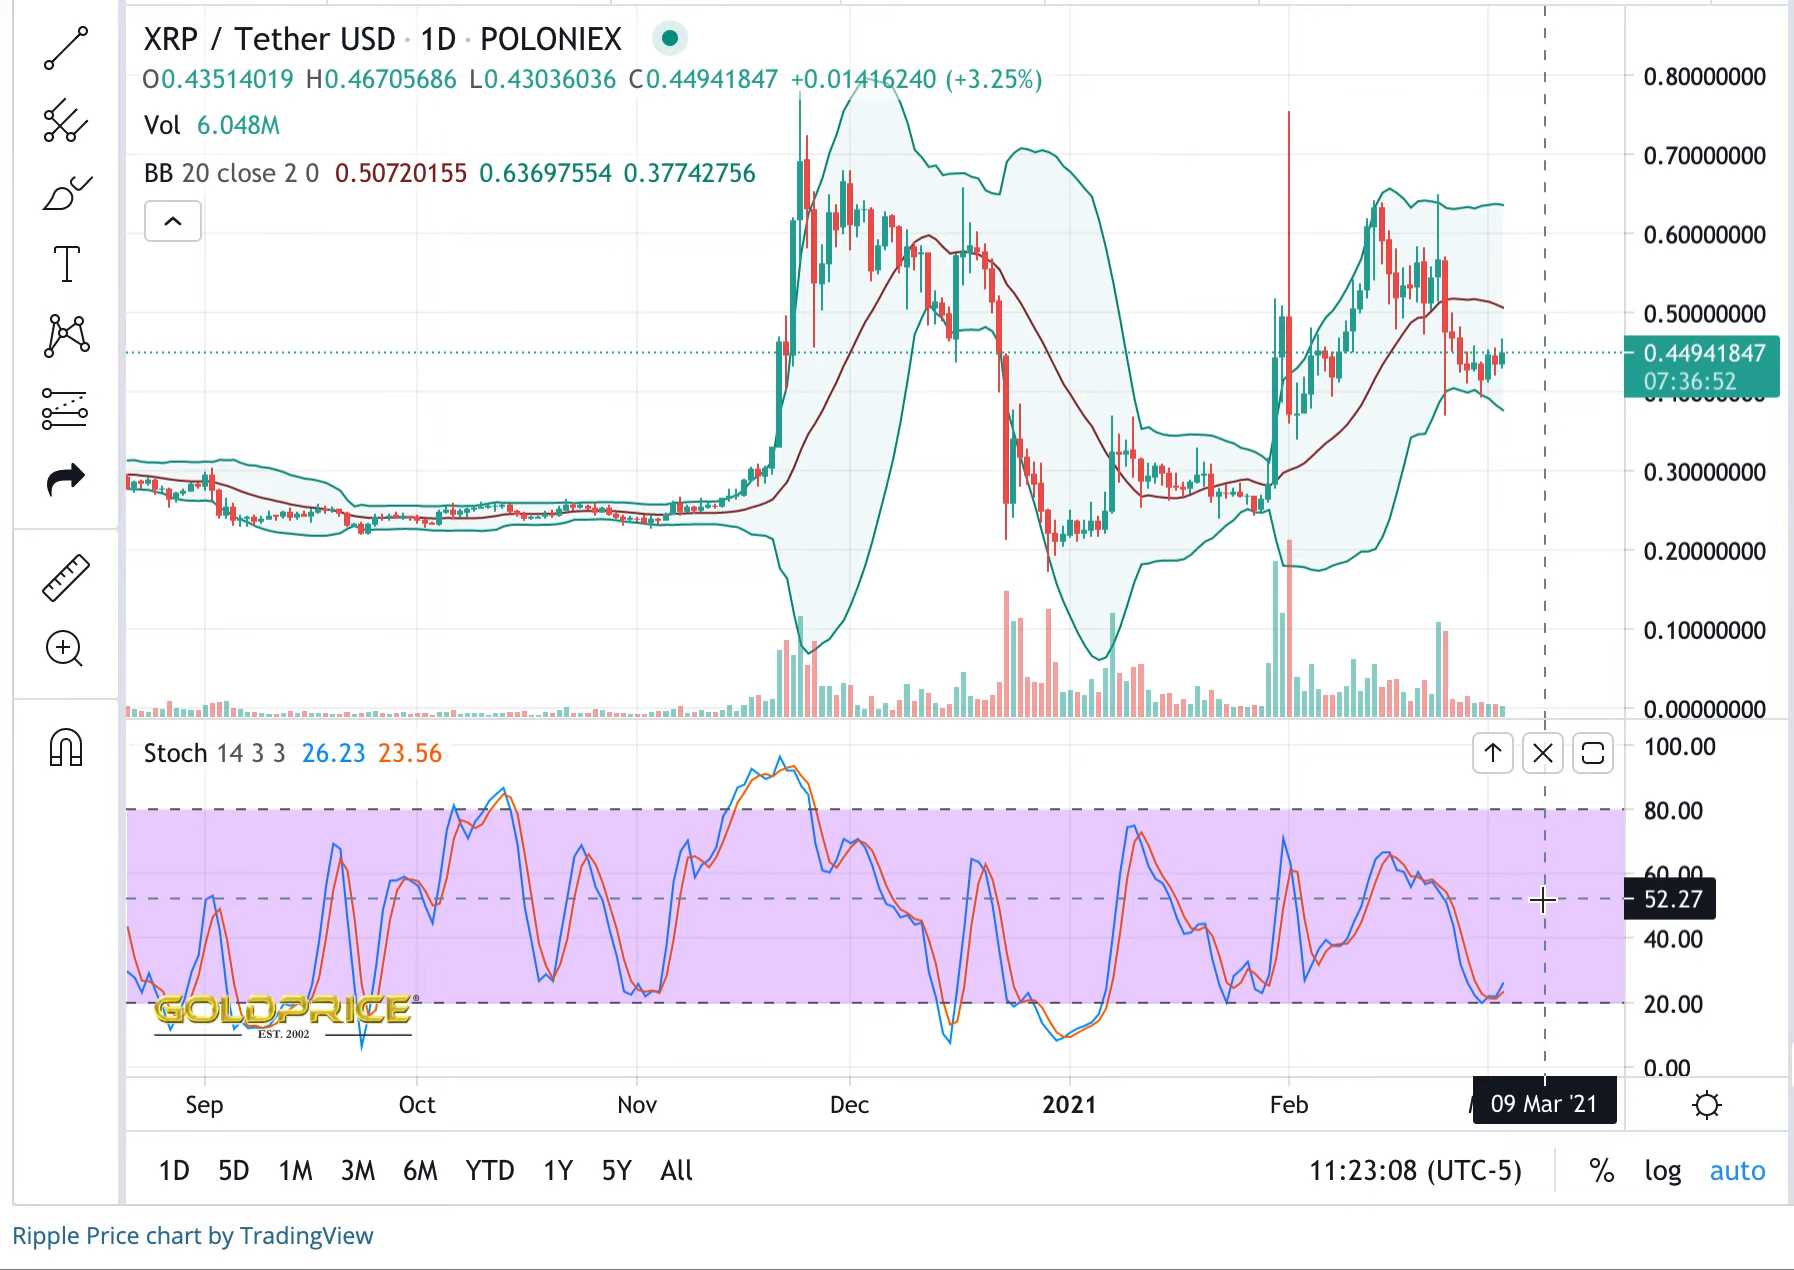 XRP / Tether USD · 1D · POLONIEX
O0.43514019 H0.46705686 L0.43036036 C0.44941847 +0.01416240 (+3.25%)
Vol 6.048M
BB 20 close 2 0 0.50720155 0.63697554 0.37742756
0.80000000
0.70000000
0.60000000
0.50000000
0.44941847
07:36:52
0.30000000
0.20000000
0.10000000
0.00000000
Stoch 14 3 3 26.23 23.56
100.00
80.00
60.00
52.27
40.00
20.00
0.00
GOLDPRICE®
EST. 2002
Sep Oct Nov Dec 2021 Feb 09 Mar '21
1D 5D 1M 3M 6M YTD 1Y 5Y All 11:23:08 (UTC-5) % log auto
Ripple Price chart by TradingView